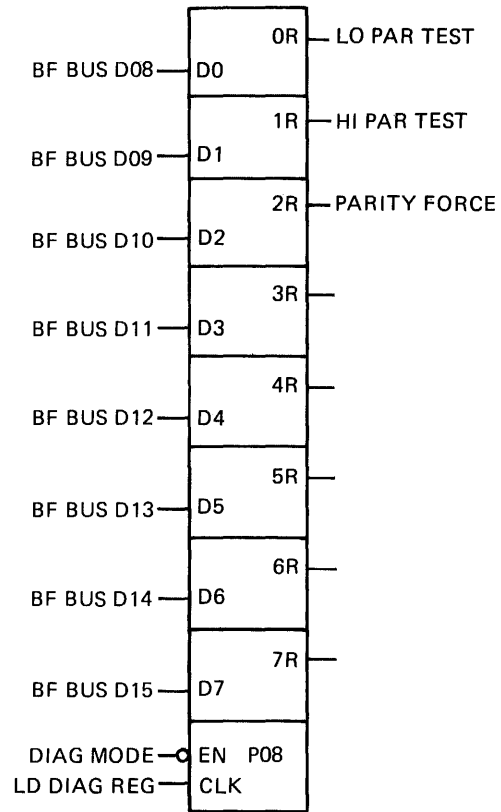 0R LO PAR TEST
BF BUS D08 D0
1R HI PAR TEST
BF BUS D09 D1
2R PARITY FORCE
BF BUS D10 D2
3R
BF BUS D11 D3
4R
BF BUS D12 D4
5R
BF BUS D13 D5
6R
BF BUS D14 D6
7R
BF BUS D15 D7
DIAG MODE EN P08
LD DIAG REG CLK